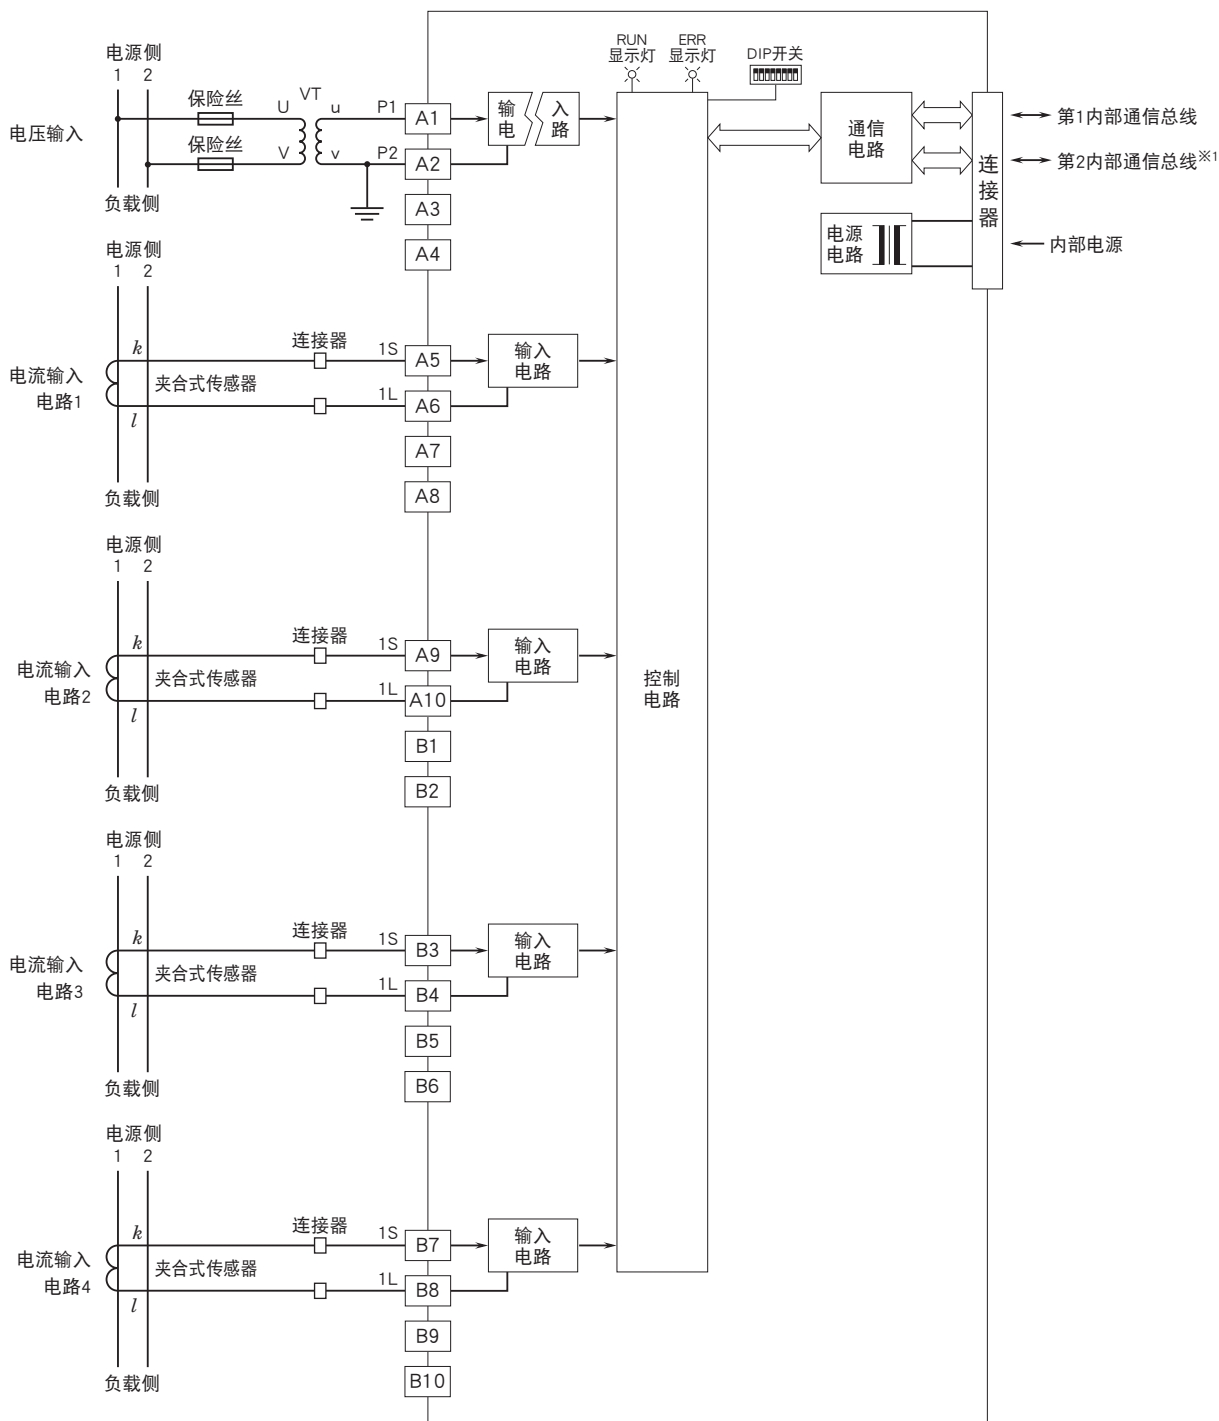 RUN
显示灯
ERR
显示灯
DIP开关
电源侧
1 2
电压输入
保险丝
保险丝
U VT u
V v
P1
P2
A1
A2
A3
A4
输入
电路
负载侧
通信
电路
连接器
第1内部通信总线
第2内部通信总线※1
电源
电路
内部电源
控制
电路
电源侧
1 2
电流输入
电路1
k
l
夹合式传感器
连接器
1S
1L
A5
A6
A7
A8
输入
电路
负载侧
电源侧
1 2
电流输入
电路2
k
l
夹合式传感器
连接器
1S
1L
A9
A10
B1
B2
输入
电路
负载侧
电源侧
1 2
电流输入
电路3
k
l
夹合式传感器
连接器
1S
1L
B3
B4
B5
B6
输入
电路
负载侧
电源侧
1 2
电流输入
电路4
k
l
夹合式传感器
连接器
1S
1L
B7
B8
B9
B10
输入
电路
负载侧